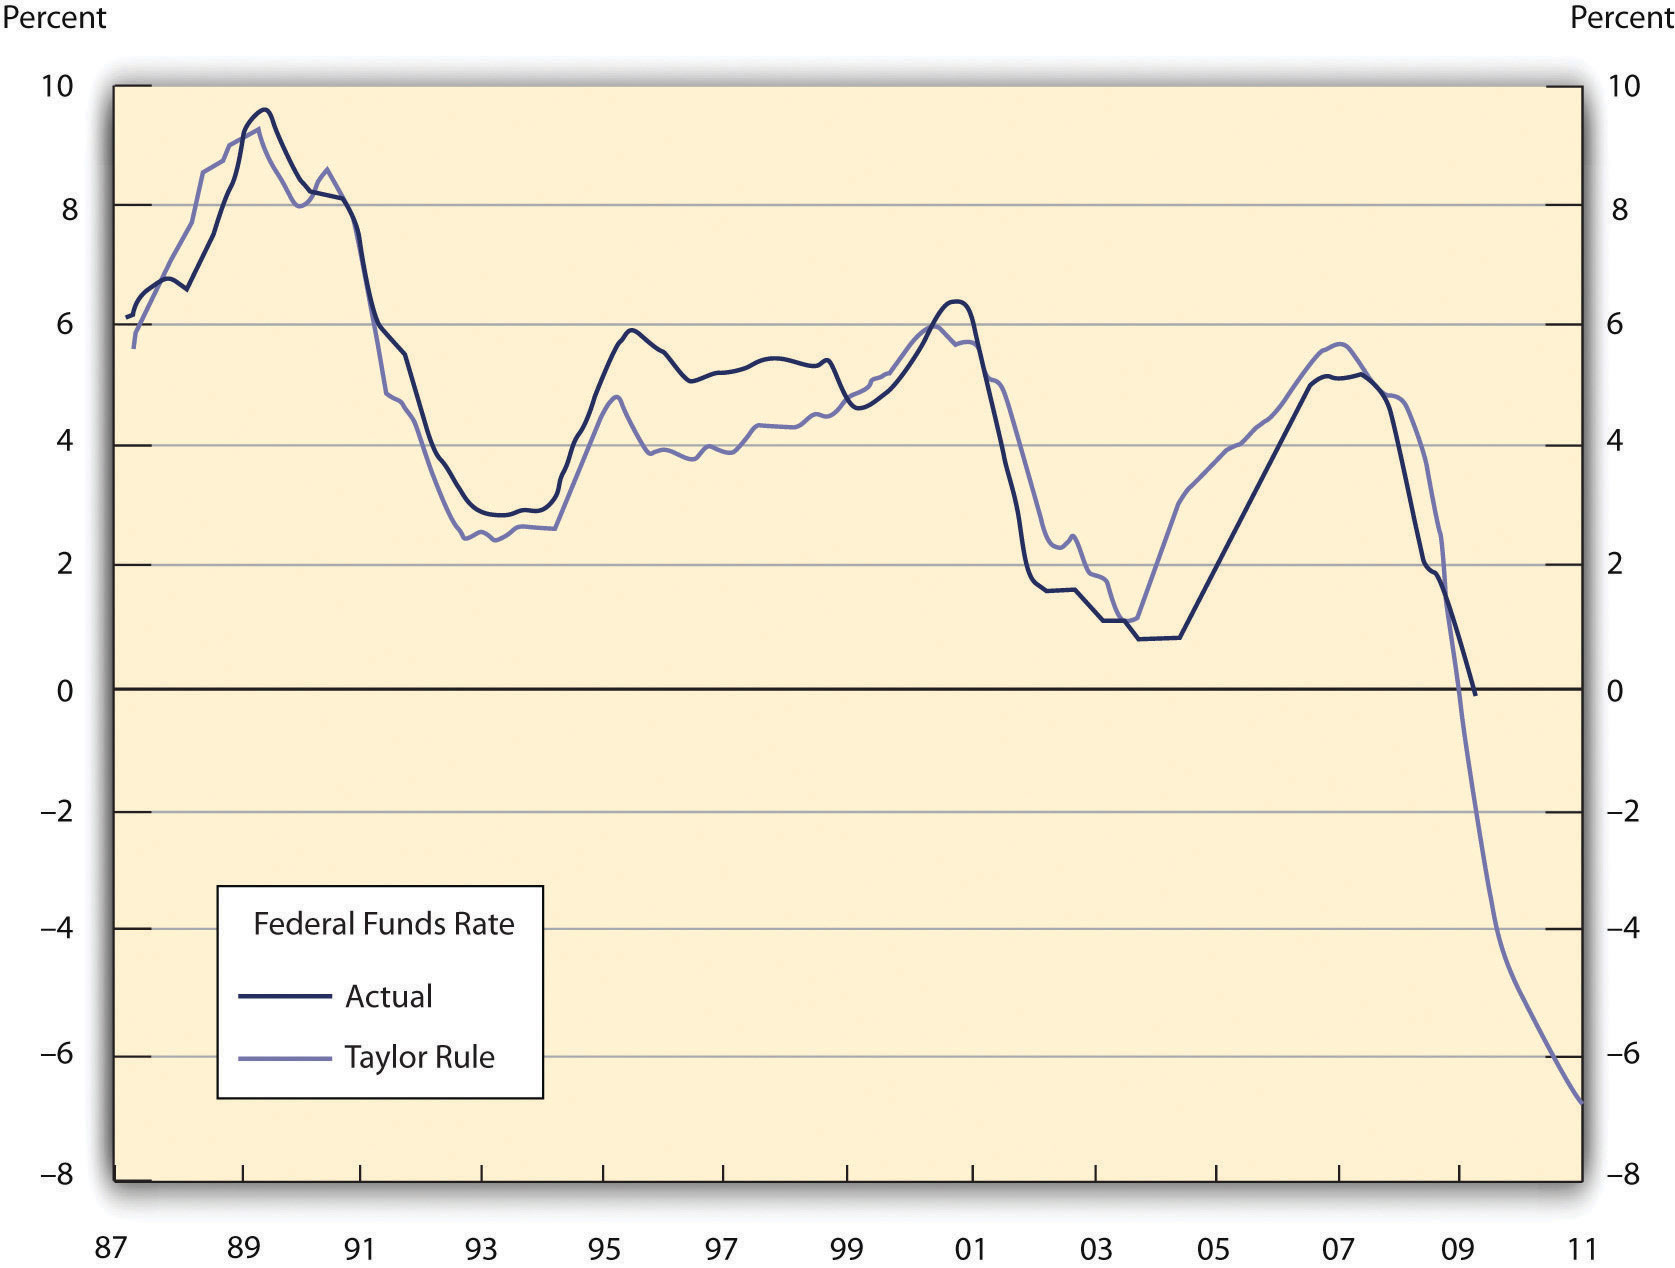 Percent Percent
10 10
8 8
6 6
4 4
2 2
0 0
–2 –2
–4 –4
–6 –6
–8 –8
Federal Funds Rate
Actual
Taylor Rule
87 89 91 93 95 97 99 01 03 05 07 09 11